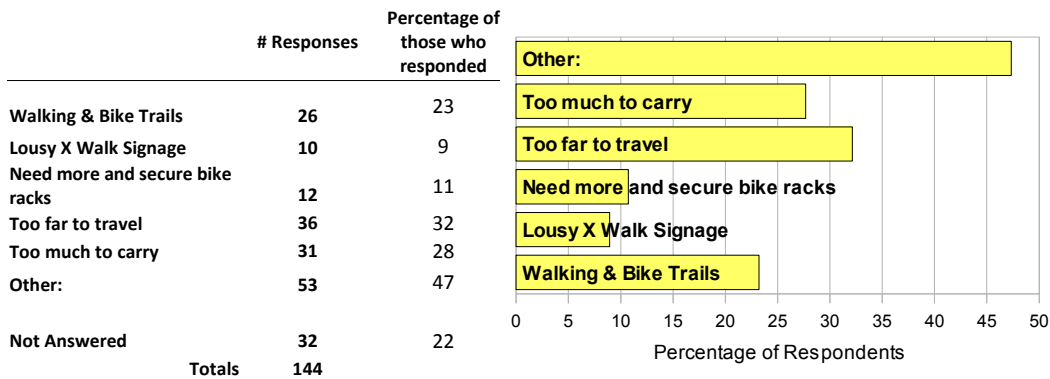 Percentage of
# Responses those who
responded
Walking & Bike Trails 26 23
Lousy X Walk Signage 10 9
Need more and secure bike
racks 12 11
Too far to travel 36 32
Too much to carry 31 28
Other: 53 47
Not Answered 32 22
Totals 144
Other:
Too much to carry
Too far to travel
Need more and secure bike racks
Lousy X Walk Signage
Walking & Bike Trails
0 5 10 15 20 25 30 35 40 45 50
Percentage of Respondents